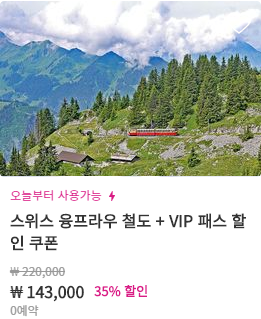 오늘부터 사용가능
스위스 융프라우 철도 + VIP 패스 할
인 쿠폰
₩ 220,000
₩ 143,000 35% 할인
0예약